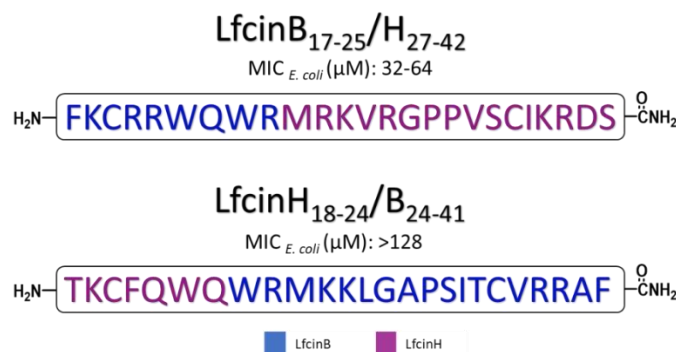 LfcinB17-25/H27-42
MIC E. coli (µM): 32-64
H2N– FKCRRWQWRMRKVRGPPVSCIKRDS O CNH2
LfcinH18-24/B24-41
MIC E. coli (µM): >128
H2N– TKCFQWQWRMKKLGAPSITCVRRAF O CNH2
LfcinB LfcinH